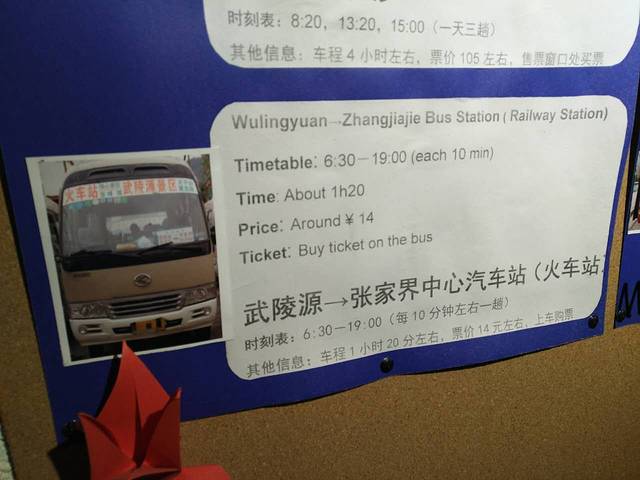 时刻表：8:20，13:20，15:00（一天三趟）
其他信息：车程 4 小时左右，票价 105 左右，售票窗口处买票
Wulingyuan→Zhangjiajie Bus Station ( Railway Station)
Timetable: 6:30－19:00 (each 10 min)
Time: About 1h20
Price: Around ¥ 14
Ticket: Buy ticket on the bus
武陵源→张家界中心汽车站（火车站
时刻表：6:30－19:00（每 10 分钟左右一趟）
其他信息：车程 1 小时 20 分左右，票价 14 元左右，上车购票
火车站
武陵源景区